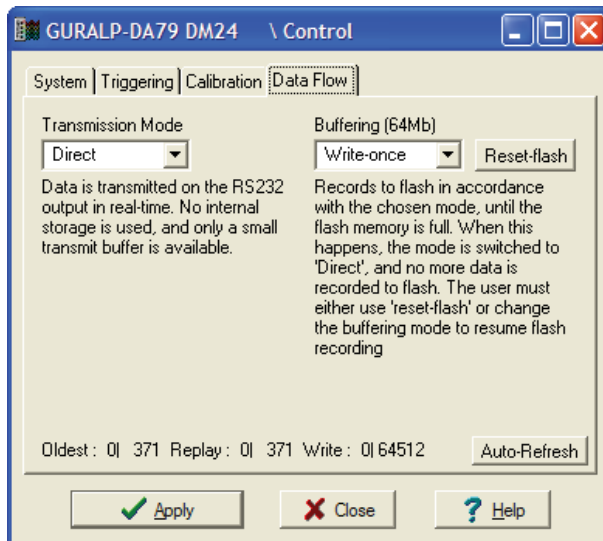 GURALP-DA79 DM24 \ Control
System Triggering Calibration Data Flow
Transmission Mode
Direct
Data is transmitted on the RS232
output in real-time. No internal
storage is used, and only a small
transmit buffer is available.
Buffering (64Mb)
Write-once Reset-flash
Records to flash in accordance
with the chosen mode, until the
flash memory is full. When this
happens, the mode is switched to
'Direct', and no more data is
recorded to flash. The user must
either use 'reset-flash' or change
the buffering mode to resume flash
recording
Oldest : 0| 371 Replay : 0| 371 Write : 0| 64512 Auto-Refresh
Apply Close Help